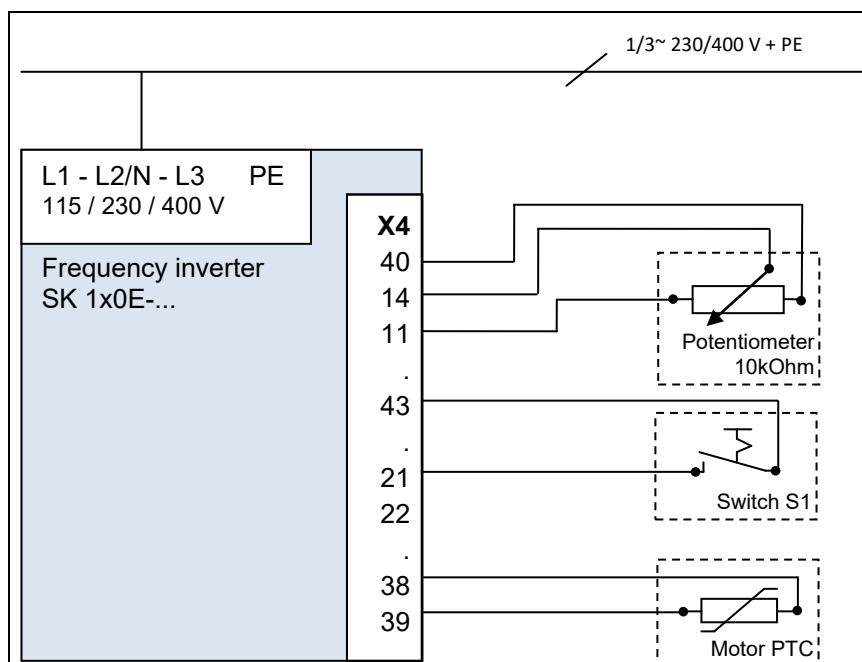 1/3~ 230/400 V + PE
L1 - L2/N - L3 PE
115 / 230 / 400 V
Frequency inverter
SK 1x0E-...
X4
40
14
11
.
43
.
21
22
.
38
39
Potentiometer
10kOhm
Switch S1
Motor PTC